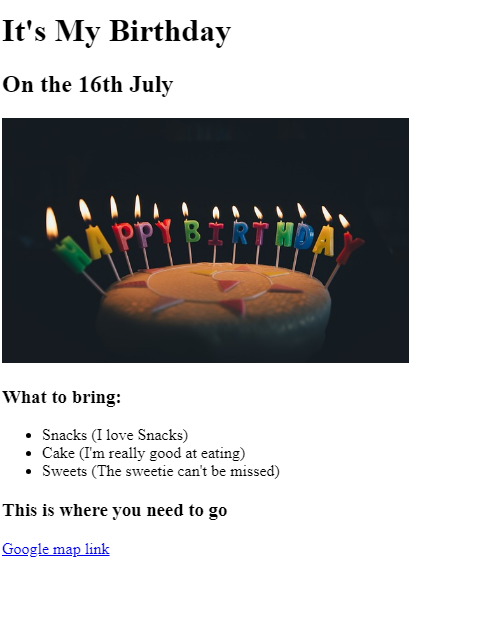 It's My Birthday
On the 16th July
HAPPY BIRTHDAY
What to bring:
Snacks (I love Snacks)
Cake (I'm really good at eating)
Sweets (The sweetie can't be missed)
This is where you need to go
Google map link